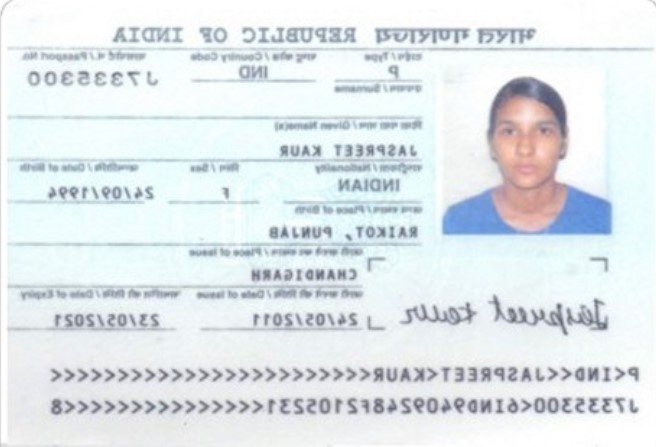 भारत गणराज्य REPUBLIC OF INDIA
टाईप / Type राष्ट्र कोड / Country Code पासपोर्ट नं. / Passport No.
P IND J7335300
उपनाम / Surname
दिया गया नाम / Given Name(s)
JASPREET KAUR
राष्ट्रीयता / Nationality लिंग / Sex जन्मतिथि / Date of Birth
INDIAN F 24/09/1994
जन्म स्थान / Place of Birth
RAIKOT, PUNJAB
जारी करने का स्थान / Place of Issue
CHANDIGARH
जारी करने की तिथि / Date of Issue समाप्ति की तिथि / Date of Expiry
24/05/2011 23/05/2021
Jaspreet Kaur
P<IND<<JASPREET<KAUR<<<<<<<<<<<<<<<<<<<<<<<<
J7335300<6IND9409248F2105231<<<<<<<<<<<<<<<8